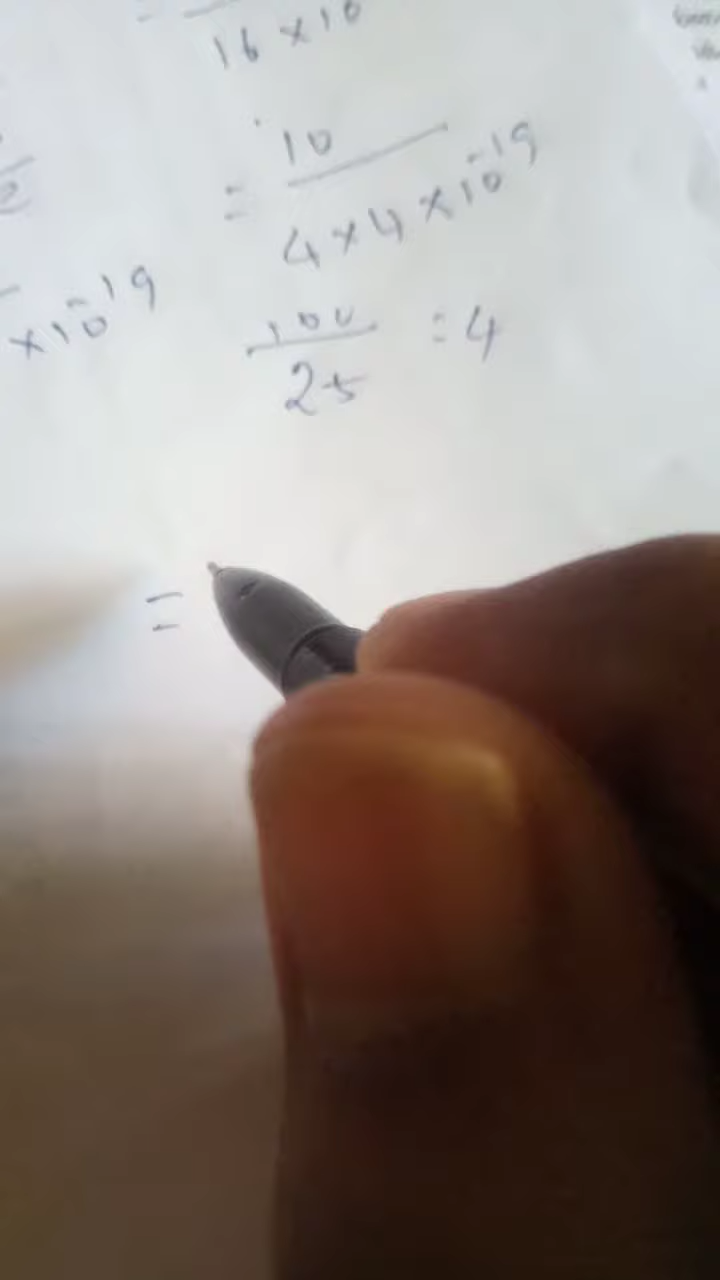 16 × 10
= 10 / 4×4×10⁻¹⁹
×10⁻¹⁹
100 / 25 = 4
=